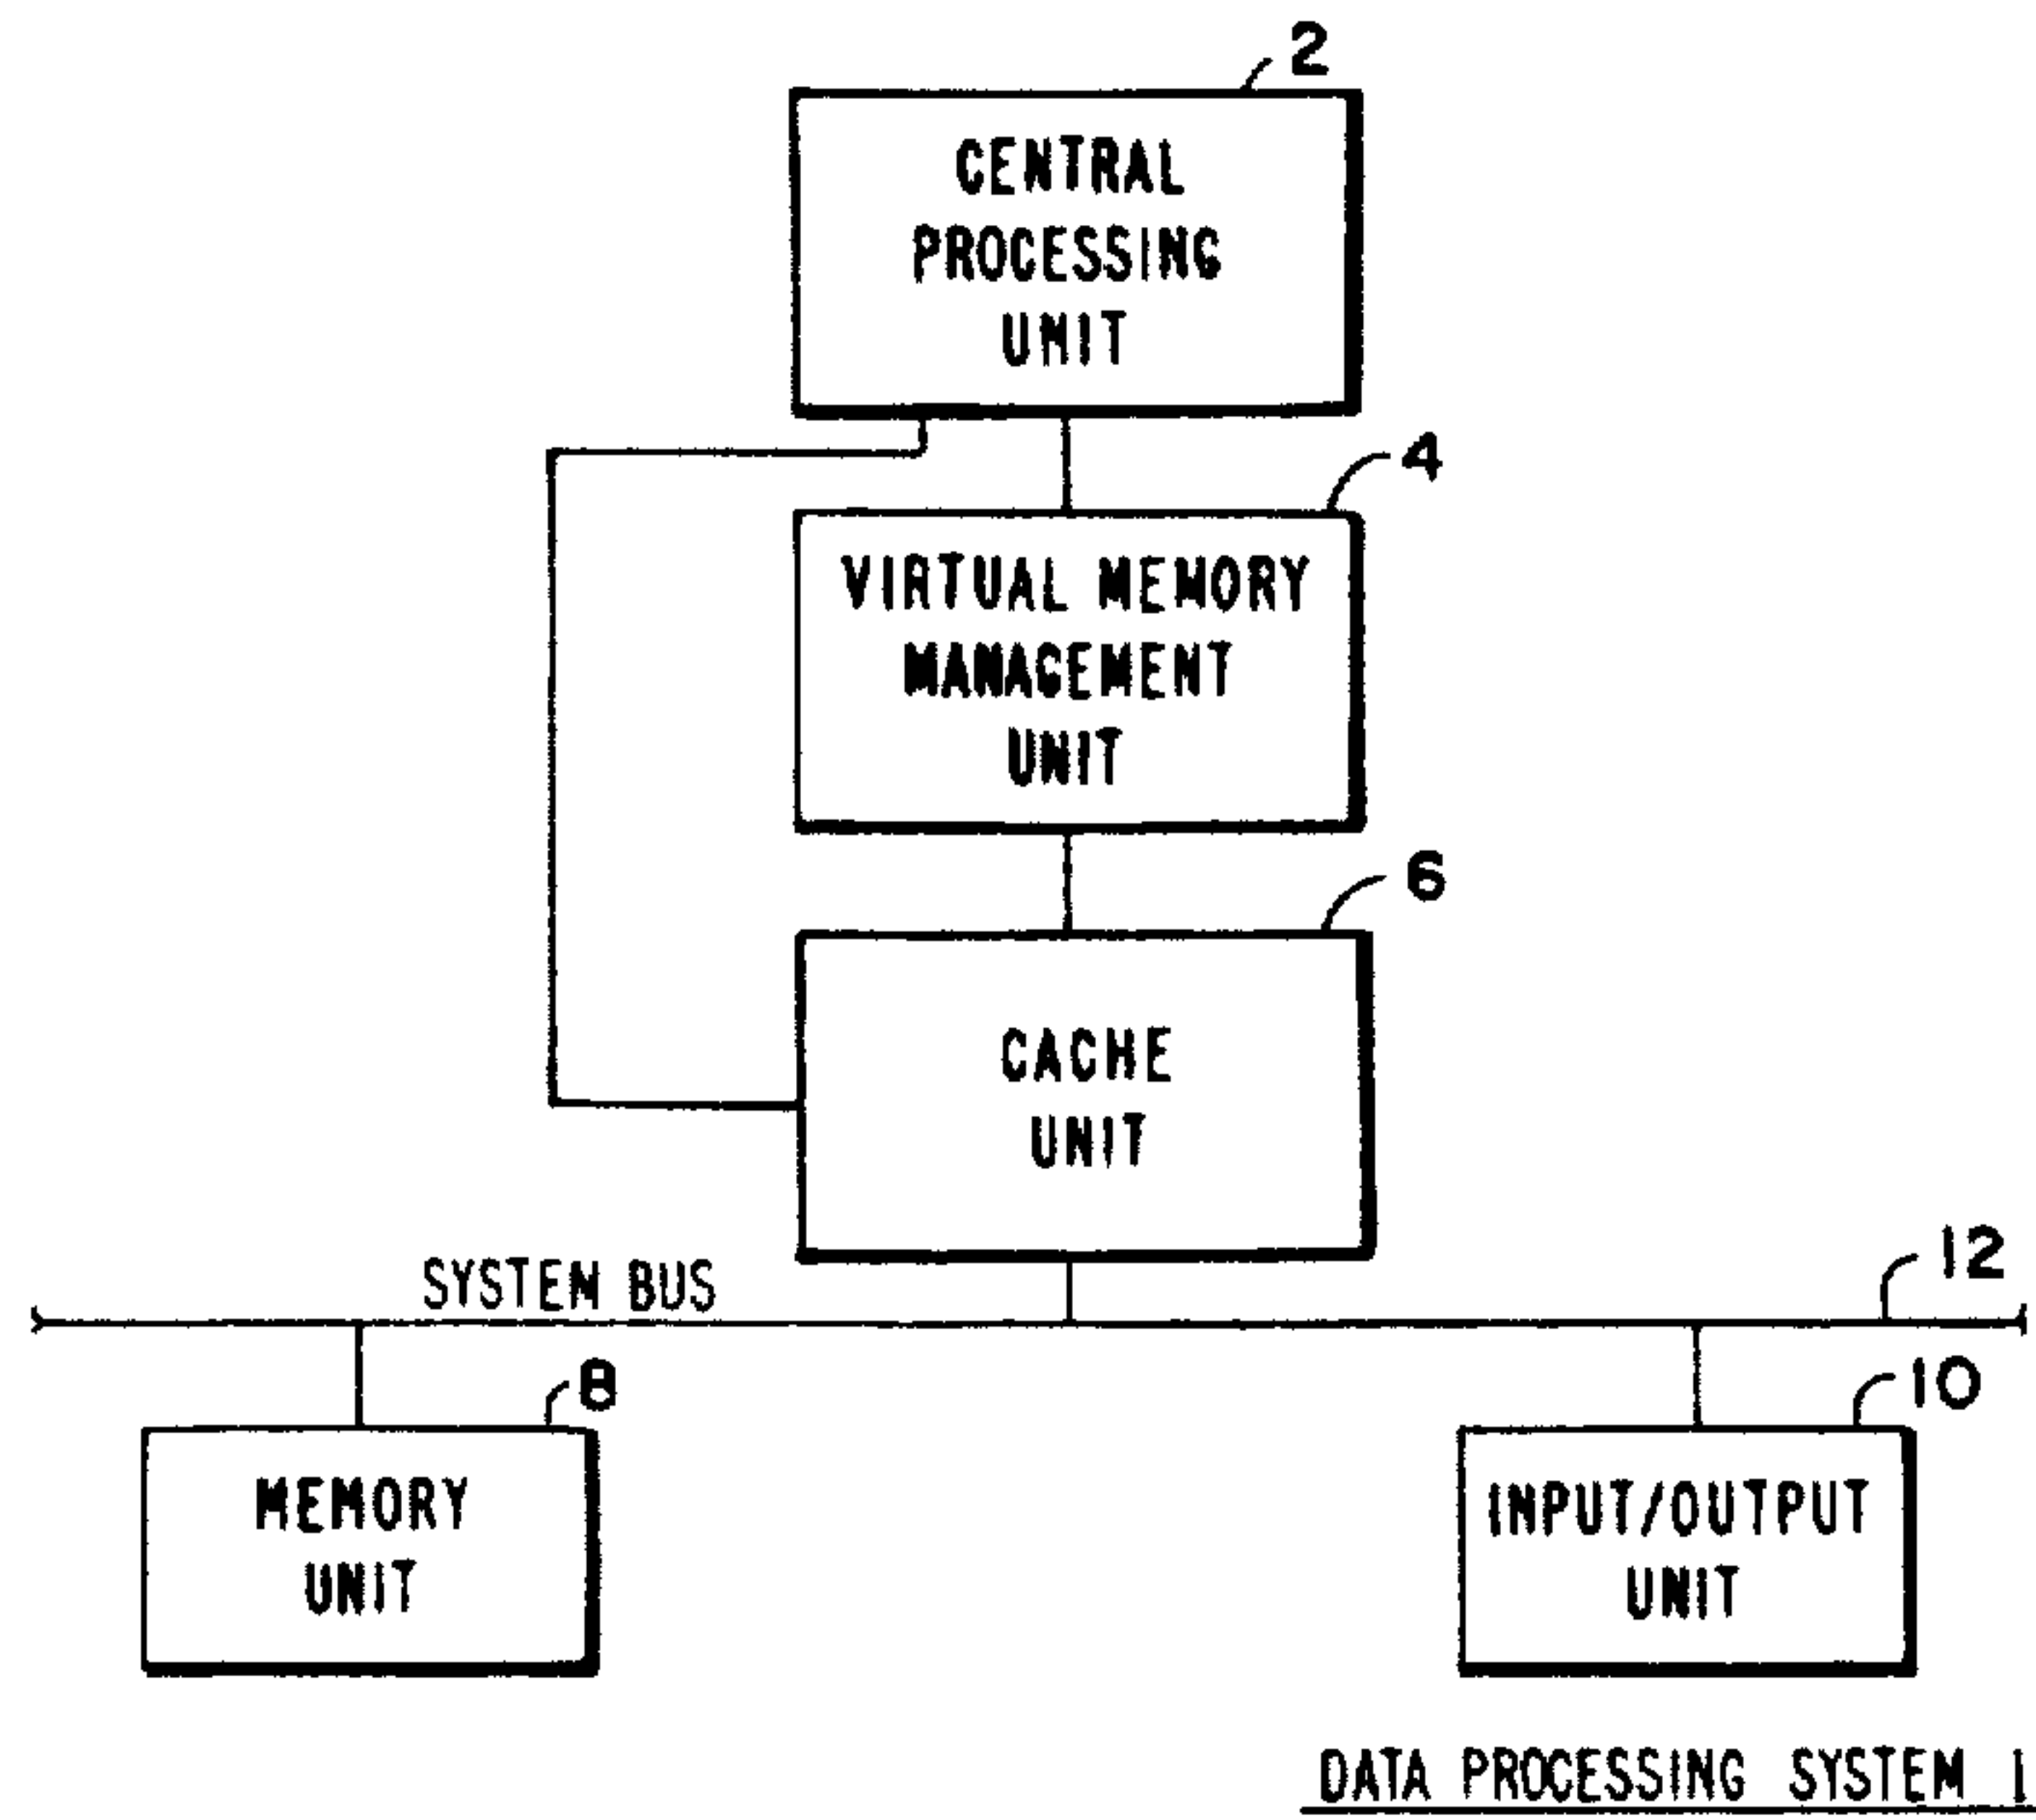 2
CENTRAL
PROCESSING
UNIT
4
VIRTUAL MEMORY
MANAGEMENT
UNIT
6
CACHE
UNIT
SYSTEM BUS
12
8
10
MEMORY
UNIT
INPUT/OUTPUT
UNIT
DATA PROCESSING SYSTEM 1